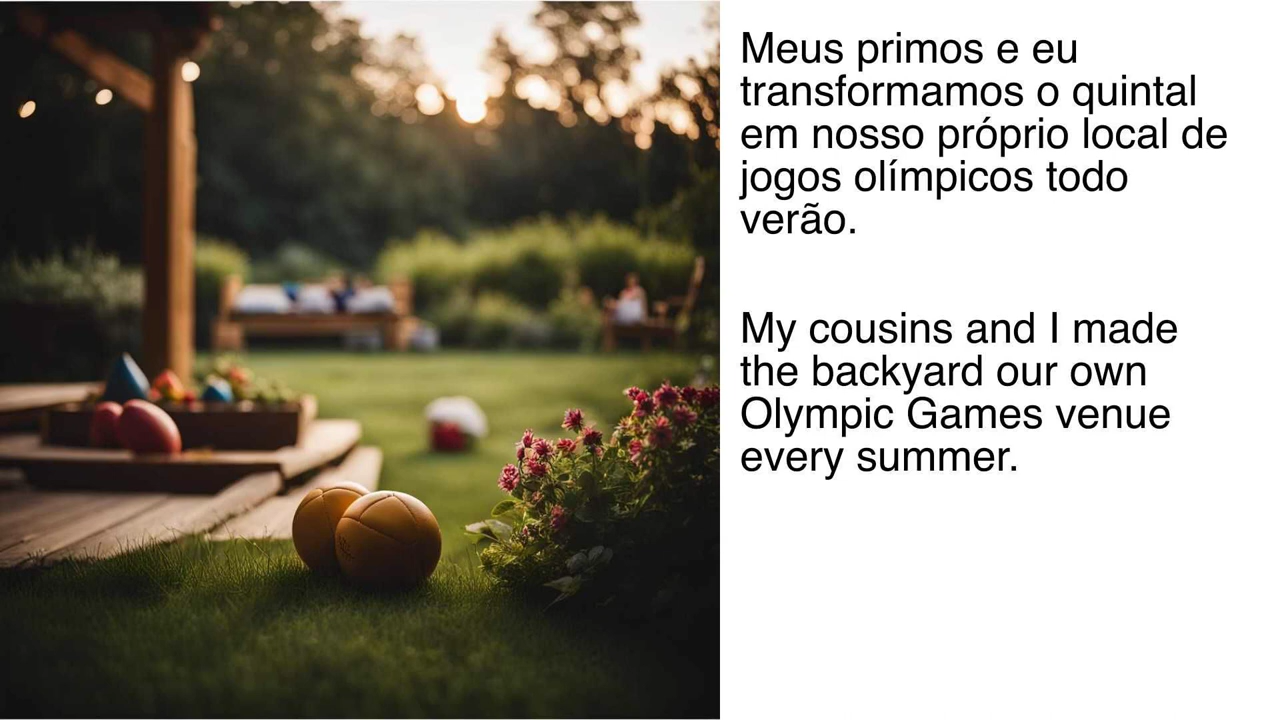 Meus primos e eu
transformamos o quintal
em nosso próprio local de
jogos olímpicos todo
verão.
My cousins and I made
the backyard our own
Olympic Games venue
every summer.